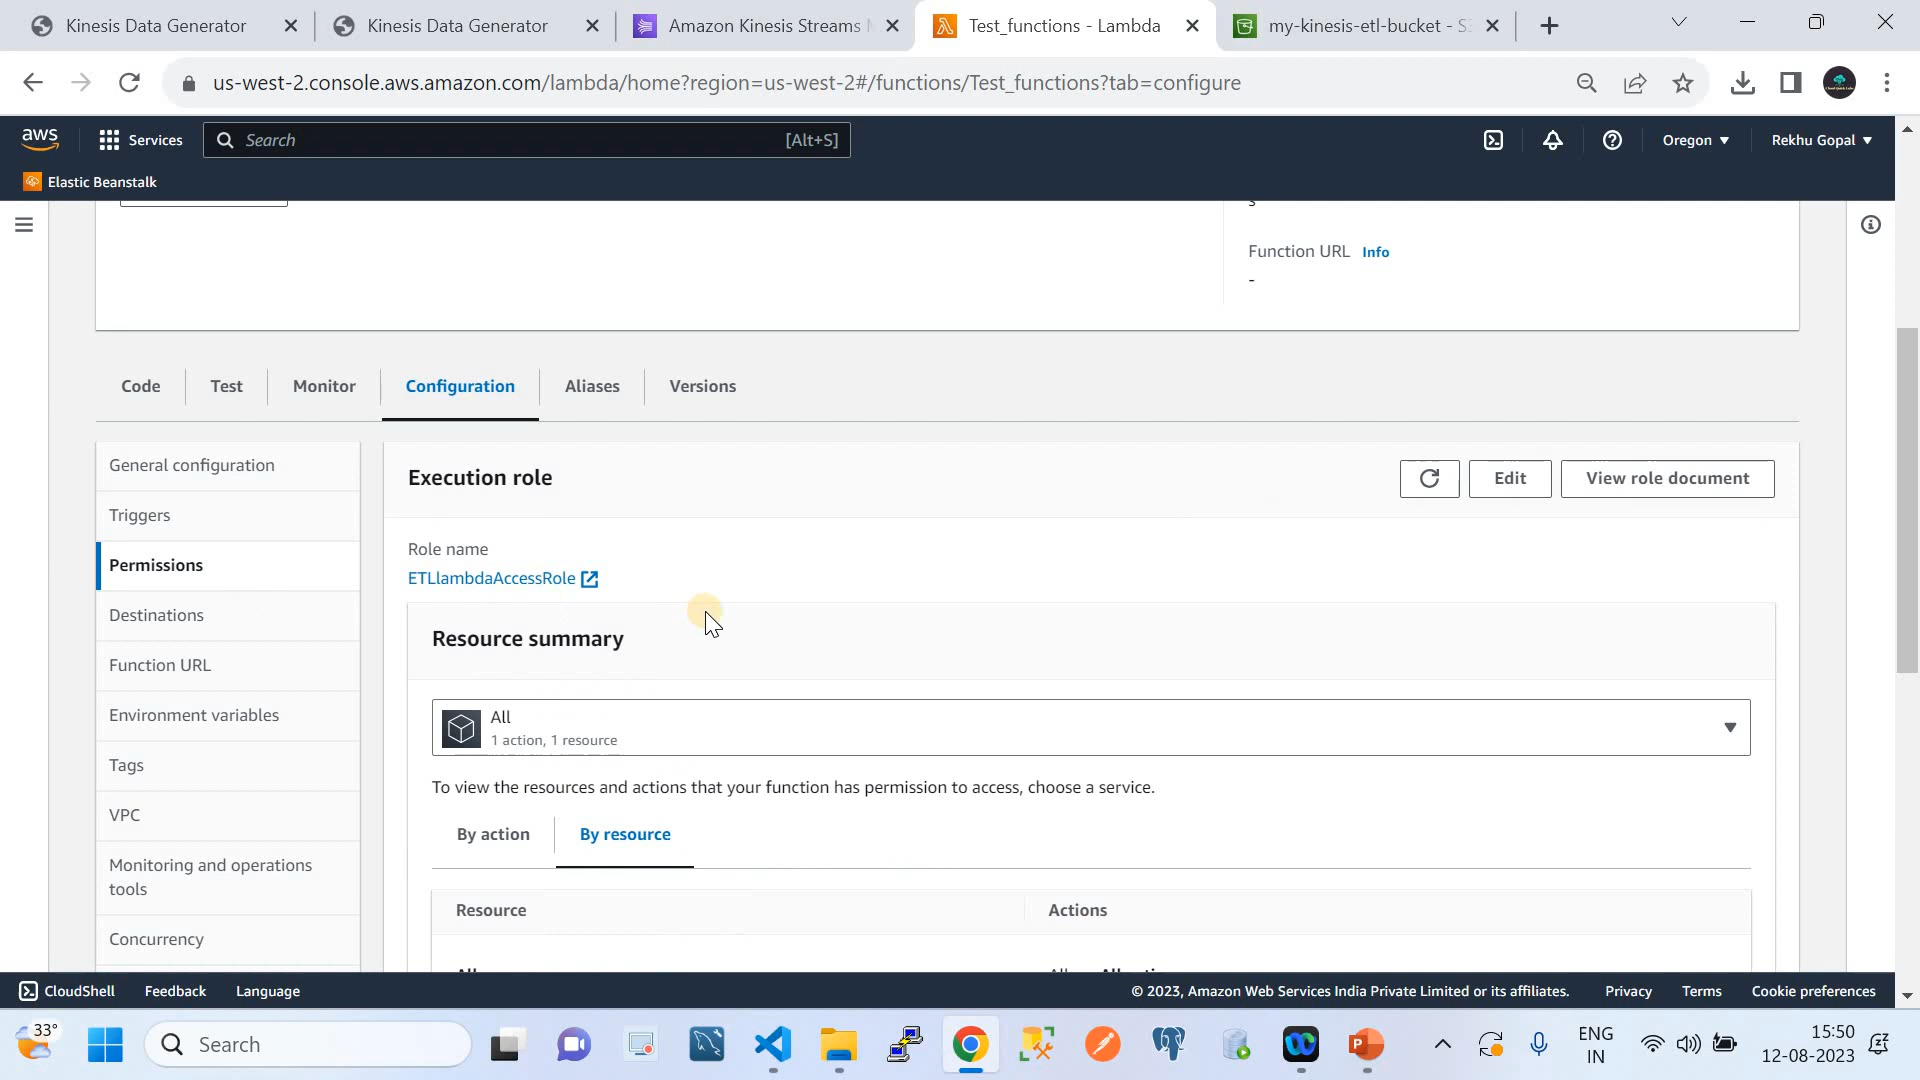 Kinesis Data Generator
Kinesis Data Generator
Amazon Kinesis Streams
Test_functions - Lambda
my-kinesis-etl-bucket - S
us-west-2.console.aws.amazon.com/lambda/home?region=us-west-2#/functions/Test_functions?tab=configure
aws
Services
Search
[Alt+S]
Oregon
Rekhu Gopal
Elastic Beanstalk
s
Function URL Info
-
Code
Test
Monitor
Configuration
Aliases
Versions
General configuration
Triggers
Permissions
Destinations
Function URL
Environment variables
Tags
VPC
Monitoring and operations
tools
Concurrency
Execution role
Edit
View role document
Role name
ETLlambdaAccessRole
Resource summary
All
1 action, 1 resource
To view the resources and actions that your function has permission to access, choose a service.
By action
By resource
Resource
Actions
CloudShell
Feedback
Language
© 2023, Amazon Web Services India Private Limited or its affiliates.
Privacy
Terms
Cookie preferences
33°
Search
ENG
IN
15:50
12-08-2023